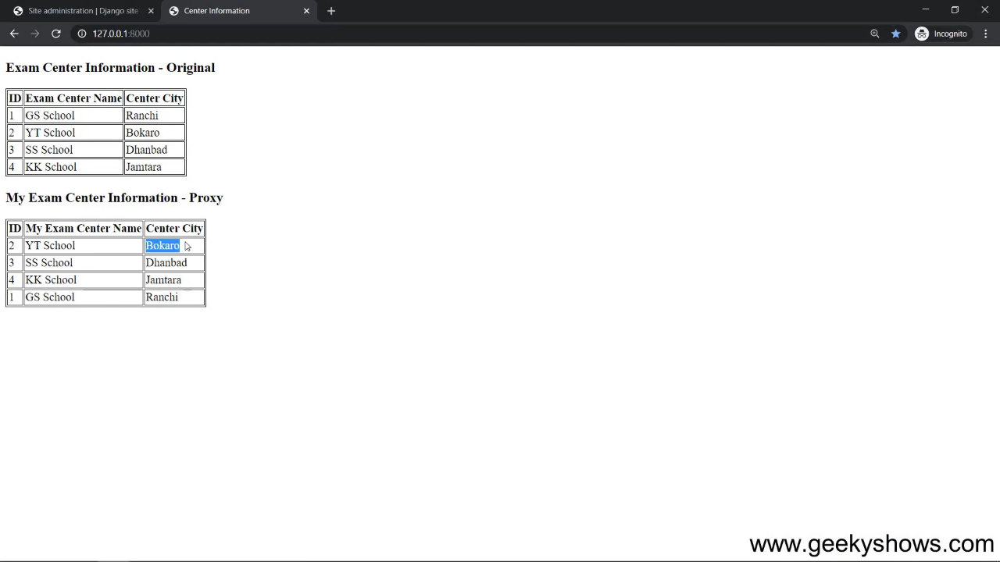 Site administration | Django site
Center Information
127.0.0.1:8000
Incognito
Exam Center Information - Original
ID Exam Center Name Center City
1 GS School Ranchi
2 YT School Bokaro
3 SS School Dhanbad
4 KK School Jamtara
My Exam Center Information - Proxy
ID My Exam Center Name Center City
2 YT School Bokaro
3 SS School Dhanbad
4 KK School Jamtara
1 GS School Ranchi
www.geekyshows.com